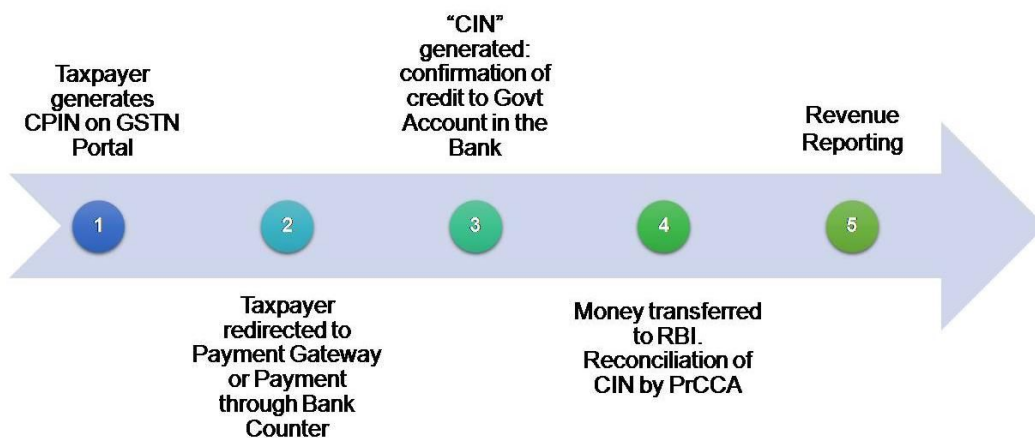 Taxpayer
generates
CPIN on GSTN
Portal
1
2
Taxpayer
redirected to
Payment Gateway
or Payment
through Bank
Counter
“CIN”
generated:
confirmation of
credit to Govt
Account in the
Bank
3
4
Money transferred
to RBI.
Reconciliation of
CIN by PrCCA
Revenue
Reporting
5